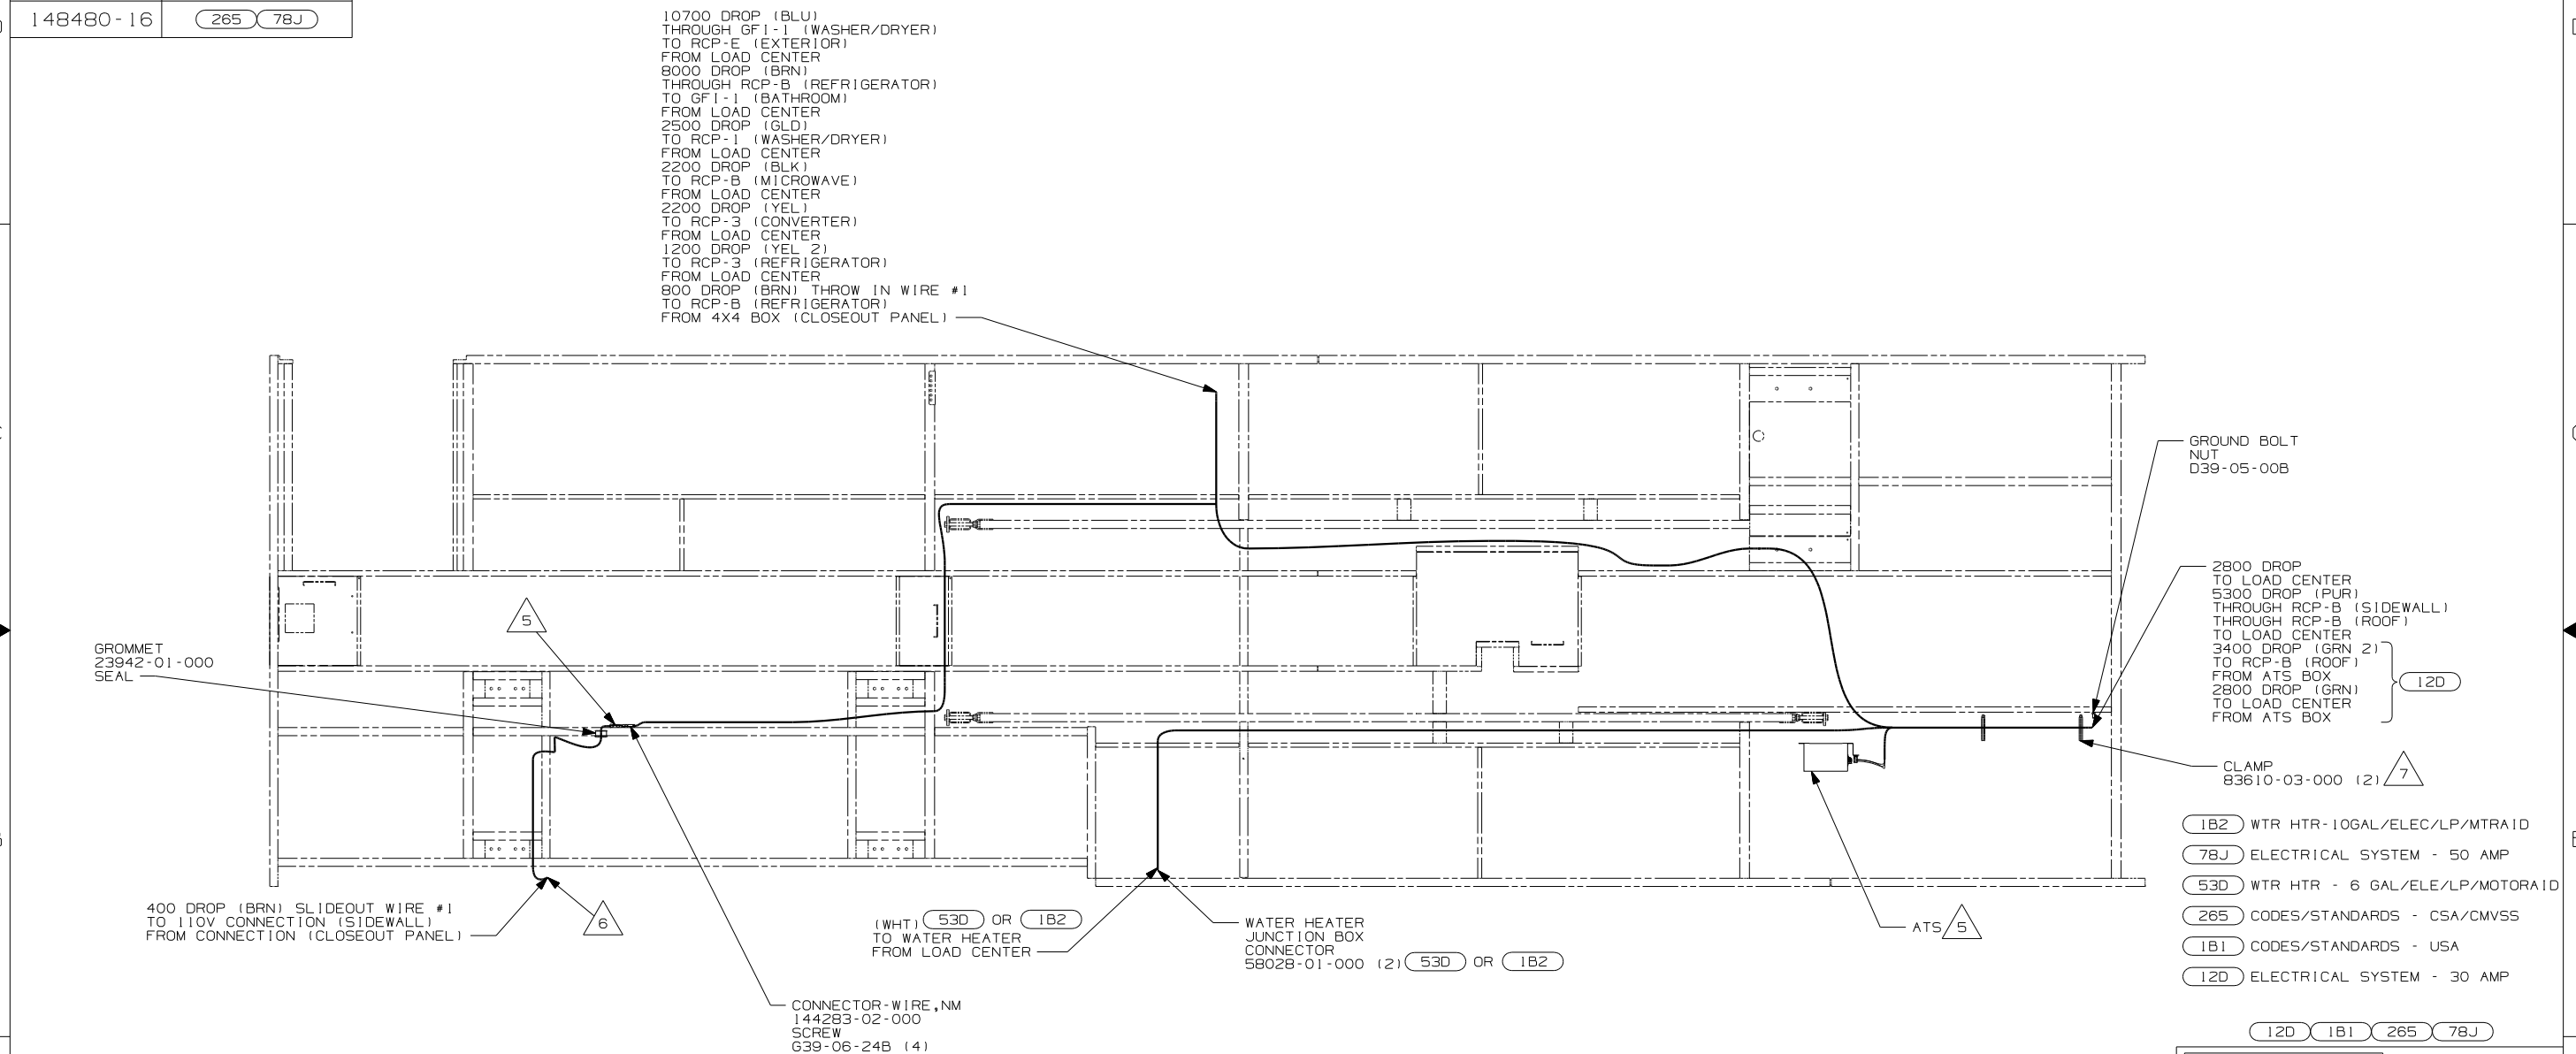 148480-16 265 78J
10700 DROP (BLU)
THROUGH GFI-1 (WASHER/DRYER)
TO RCP-E (EXTERIOR)
FROM LOAD CENTER
8000 DROP (BRN)
THROUGH RCP-B (REFRIGERATOR)
TO GFI-1 (BATHROOM)
FROM LOAD CENTER
2500 DROP (GLD)
TO RCP-1 (WASHER/DRYER)
FROM LOAD CENTER
2200 DROP (BLK)
TO RCP-B (MICROWAVE)
FROM LOAD CENTER
2200 DROP (YEL)
TO RCP-3 (CONVERTER)
FROM LOAD CENTER
1200 DROP (YEL 2)
TO RCP-3 (REFRIGERATOR)
FROM LOAD CENTER
800 DROP (BRN) THROW IN WIRE #1
TO RCP-B (REFRIGERATOR)
FROM 4X4 BOX (CLOSEOUT PANEL)
GROUND BOLT
NUT
D39-05-00B
2800 DROP
TO LOAD CENTER
5300 DROP (PUR)
THROUGH RCP-B (SIDEWALL)
THROUGH RCP-B (ROOF)
TO LOAD CENTER
3400 DROP (GRN 2)
TO RCP-B (ROOF)
FROM ATS BOX
2800 DROP (GRN)
TO LOAD CENTER
FROM ATS BOX
12D
5
GROMMET
23942-01-000
SEAL
CLAMP
83610-03-000 (2) 7
1B2 WTR HTR-10GAL/ELEC/LP/MTRAID
78J ELECTRICAL SYSTEM - 50 AMP
53D WTR HTR - 6 GAL/ELE/LP/MOTORAID
265 CODES/STANDARDS - CSA/CMVSS
1B1 CODES/STANDARDS - USA
12D ELECTRICAL SYSTEM - 30 AMP
400 DROP (BRN) SLIDEOUT WIRE #1
TO 110V CONNECTION (SIDEWALL)
FROM CONNECTION (CLOSEOUT PANEL)
6
(WHT) 53D OR 1B2
TO WATER HEATER
FROM LOAD CENTER
WATER HEATER
JUNCTION BOX
CONNECTOR
58028-01-000 (2) 53D OR 1B2
ATS 5
CONNECTOR-WIRE,NM
144283-02-000
SCREW
G39-06-24B (4)
12D 1B1 265 78J